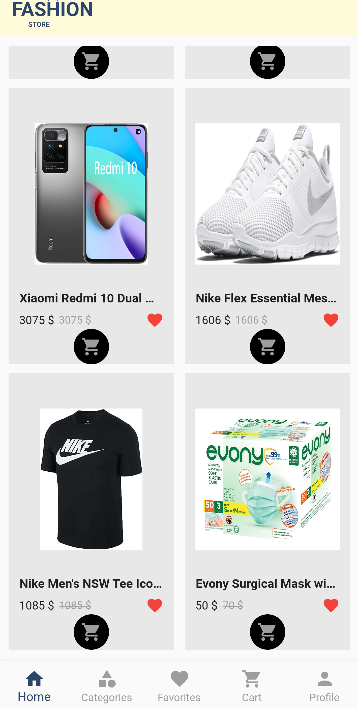 FASHION
STORE
Redmi 10
Xiaomi Redmi 10 Dual ...
3075 $ 3075 $
Nike Flex Essential Mes...
1606 $ 1606 $
NIKE
Nike Men's NSW Tee Ico...
1085 $ 1085 $
evony
Evony Surgical Mask wi...
50 $ 70 $
Home
Categories
Favorites
Cart
Profile